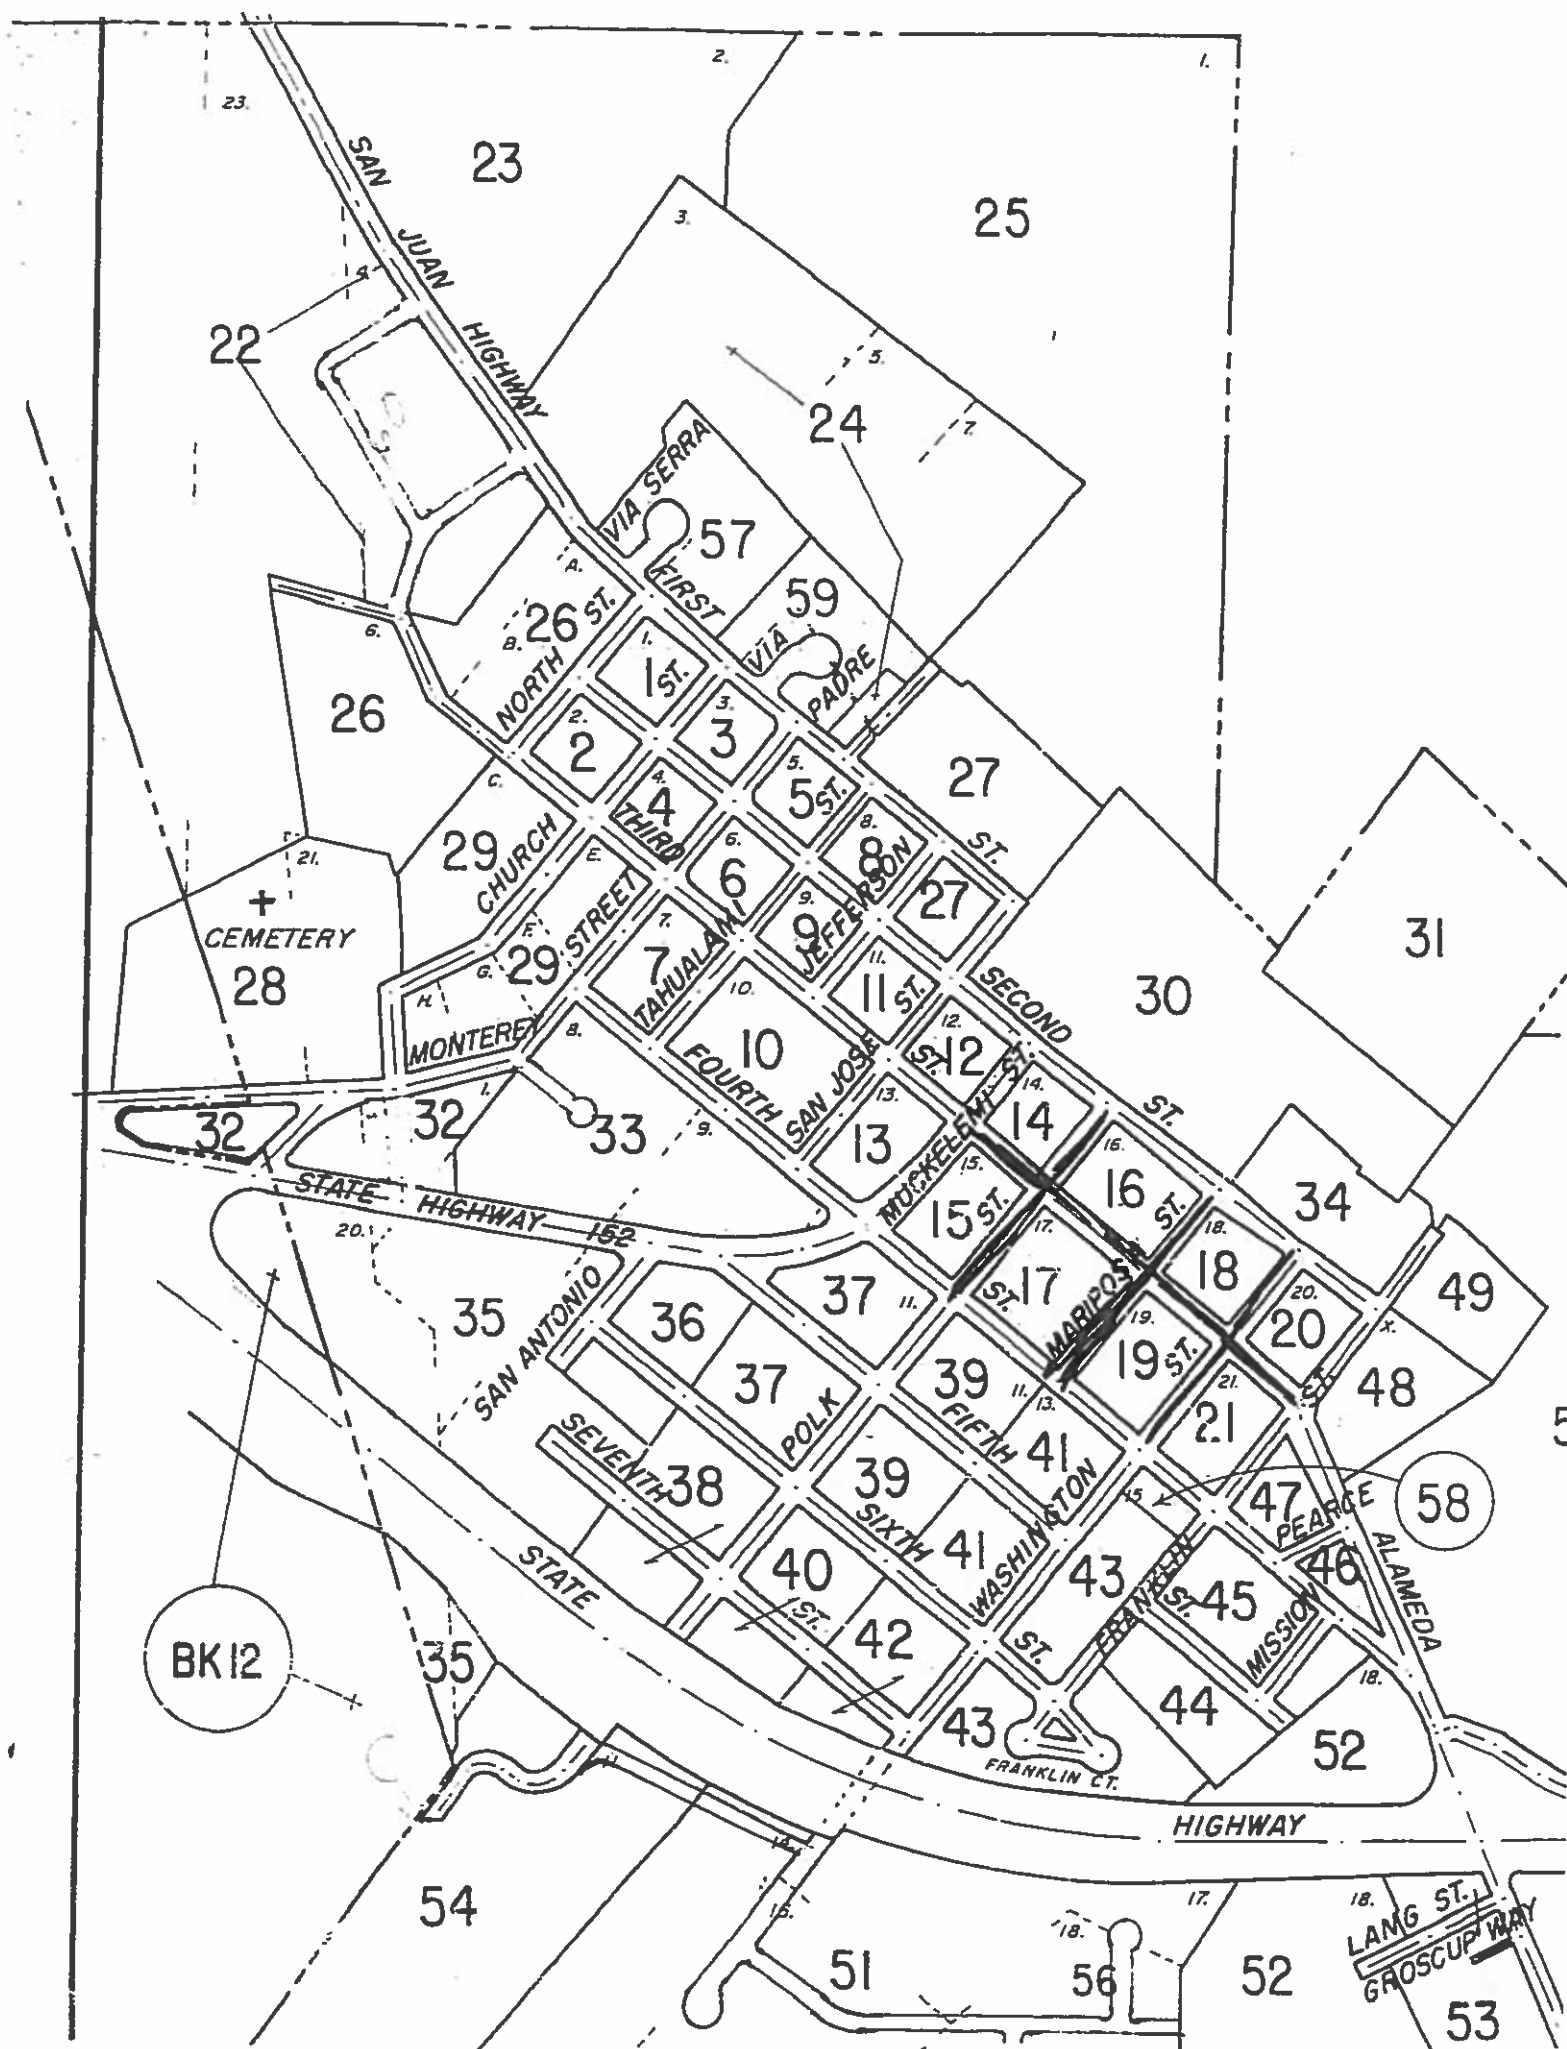 2.
1.
23.
SAN
23
25
3.
JUAN
4.
22
HIGHWAY
5.
24
7.
VIA SERRA
57
A.
FIRST
59
26
ST.
6.
B.
1.
VIA
NORTH
1
ST.
PADRE
26
2.
3.
2
3
27
C.
4.
5.
4
5
ST.
THIRD
8.
29
CHURCH
E.
6.
8
ST.
21.
6
JEFFERSON
27
CEMETERY
STREET
7.
9.
9
31
F.
28
G.
29
7
TAHUALAMI
11.
H.
10.
11
ST.
SECOND
30
MONTEREY
8.
10
12.
FOURTH
SAN JOSE
ST.
12
ST.
14.
32
32
I.
33
9.
13.
14
ST.
13
MUCKELEMI
16.
15.
STATE HIGHWAY 152
16
ST.
34
20.
15
ST.
17.
18.
35
SAN ANTONIO
37
11.
17
ST.
MARIPOSA
18
20.
49
36
19.
20
X.
37
39
11.
13.
19
ST.
ST.
48
POLK
FIFTH
21.
21
SEVENTH
38
39
41
15
47
58
SIXTH
WASHINGTON
PEARCE
STATE
40
41
43
FRANKLIN
46
ALAMEDA
ST.
ST.
45
MISSION
BK12
35
42
ST.
18.
43
44
52
FRANKLIN CT.
HIGHWAY
54
15.
17.
18.
LAMG ST.
18.
GROSCUP WAY
51
56
52
53